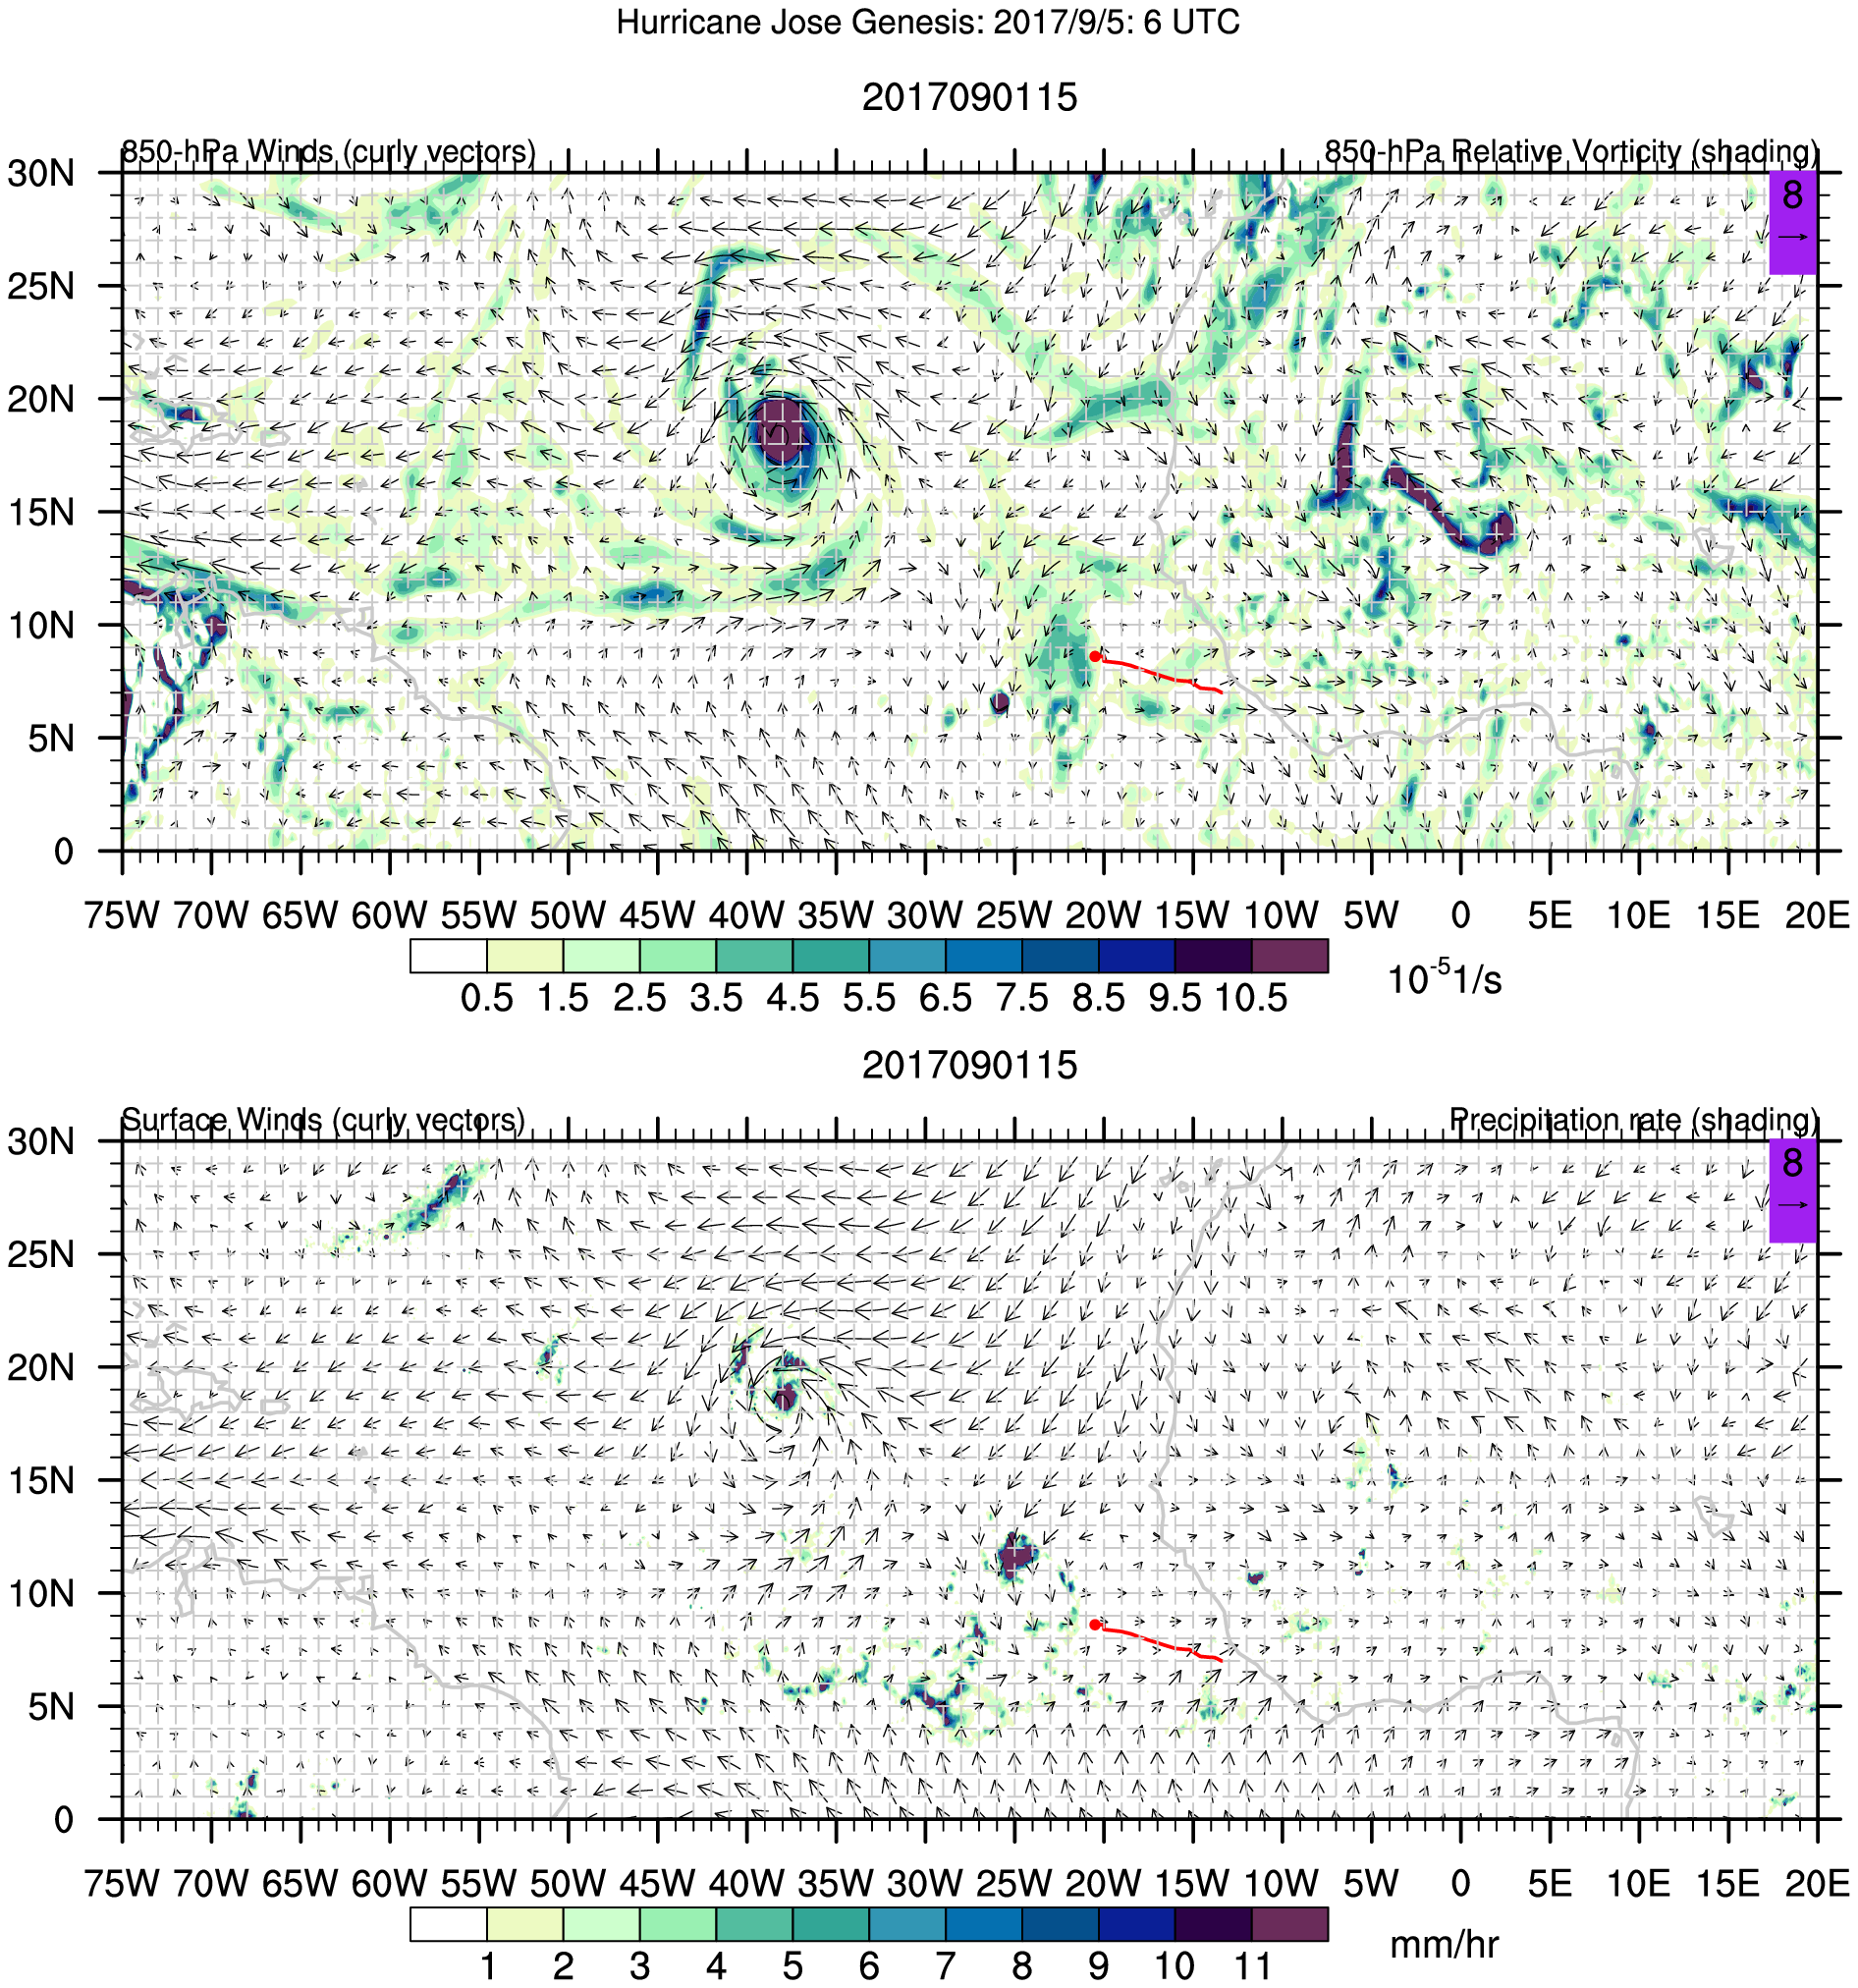 Hurricane Jose Genesis: 2017/9/5: 6 UTC
2017090115
850-hPa Winds (curly vectors) 850-hPa Relative Vorticity (shading)
8
30N
25N
20N
15N
10N
5N
0
75W 70W 65W 60W 55W 50W 45W 40W 35W 30W 25W 20W 15W 10W 5W 0 5E 10E 15E 20E
0.5 1.5 2.5 3.5 4.5 5.5 6.5 7.5 8.5 9.5 10.5
10⁻⁵1/s
2017090115
Surface Winds (curly vectors) Precipitation rate (shading)
8
30N
25N
20N
15N
10N
5N
0
75W 70W 65W 60W 55W 50W 45W 40W 35W 30W 25W 20W 15W 10W 5W 0 5E 10E 15E 20E
1 2 3 4 5 6 7 8 9 10 11
mm/hr